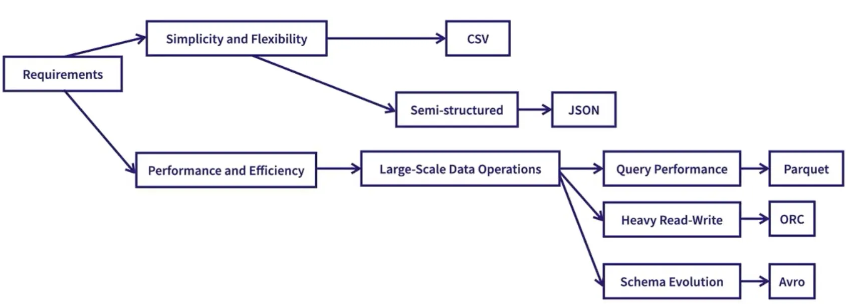 Simplicity and Flexibility
CSV
Requirements
Semi-structured
JSON
Performance and Efficiency
Large-Scale Data Operations
Query Performance
Parquet
Heavy Read-Write
ORC
Schema Evolution
Avro